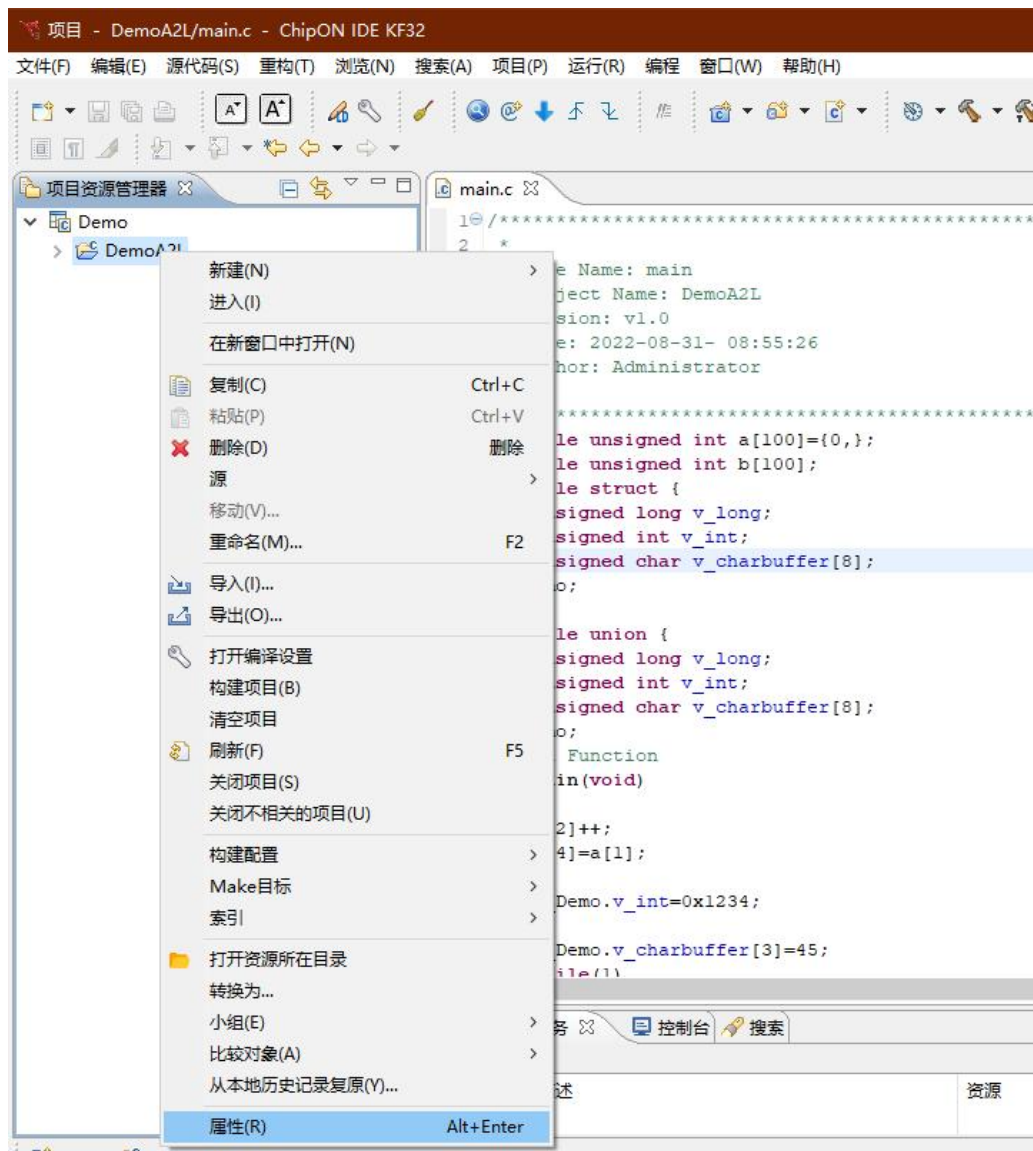 项目 - DemoA2L/main.c - ChipON IDE KF32
文件(F) 编辑(E) 源代码(S) 重构(T) 浏览(N) 搜索(A) 项目(P) 运行(R) 编程 窗口(W) 帮助(H)
项目资源管理器
main.c
Demo
DemoA2L
1 /****************************************************
2 *
新建(N)
e Name: main
进入(I)
ject Name: DemoA2L
sion: v1.0
在新窗口中打开(N)
e: 2022-08-31- 08:55:26
hor: Administrator
复制(C) Ctrl+C
粘贴(P) Ctrl+V
****************************************************
删除(D) 删除
le unsigned int a[100]={0,};
le unsigned int b[100];
源
le struct {
移动(V)...
signed long v_long;
重命名(M)... F2
signed int v_int;
signed char v_charbuffer[8];
导入(I)...
o;
导出(O)...
le union {
打开编译设置
signed long v_long;
构建项目(B)
signed int v_int;
清空项目
signed char v_charbuffer[8];
o;
刷新(F) F5
Function
关闭项目(S)
in(void)
关闭不相关的项目(U)
2]++;
构建配置
4]=a[1];
Make目标
Demo.v_int=0x1234;
索引
打开资源所在目录
Demo.v_charbuffer[3]=45;
ile(1)
转换为...
小组(E)
务
控制台
搜索
比较对象(A)
从本地历史记录复原(Y)...
述
资源
属性(R) Alt+Enter